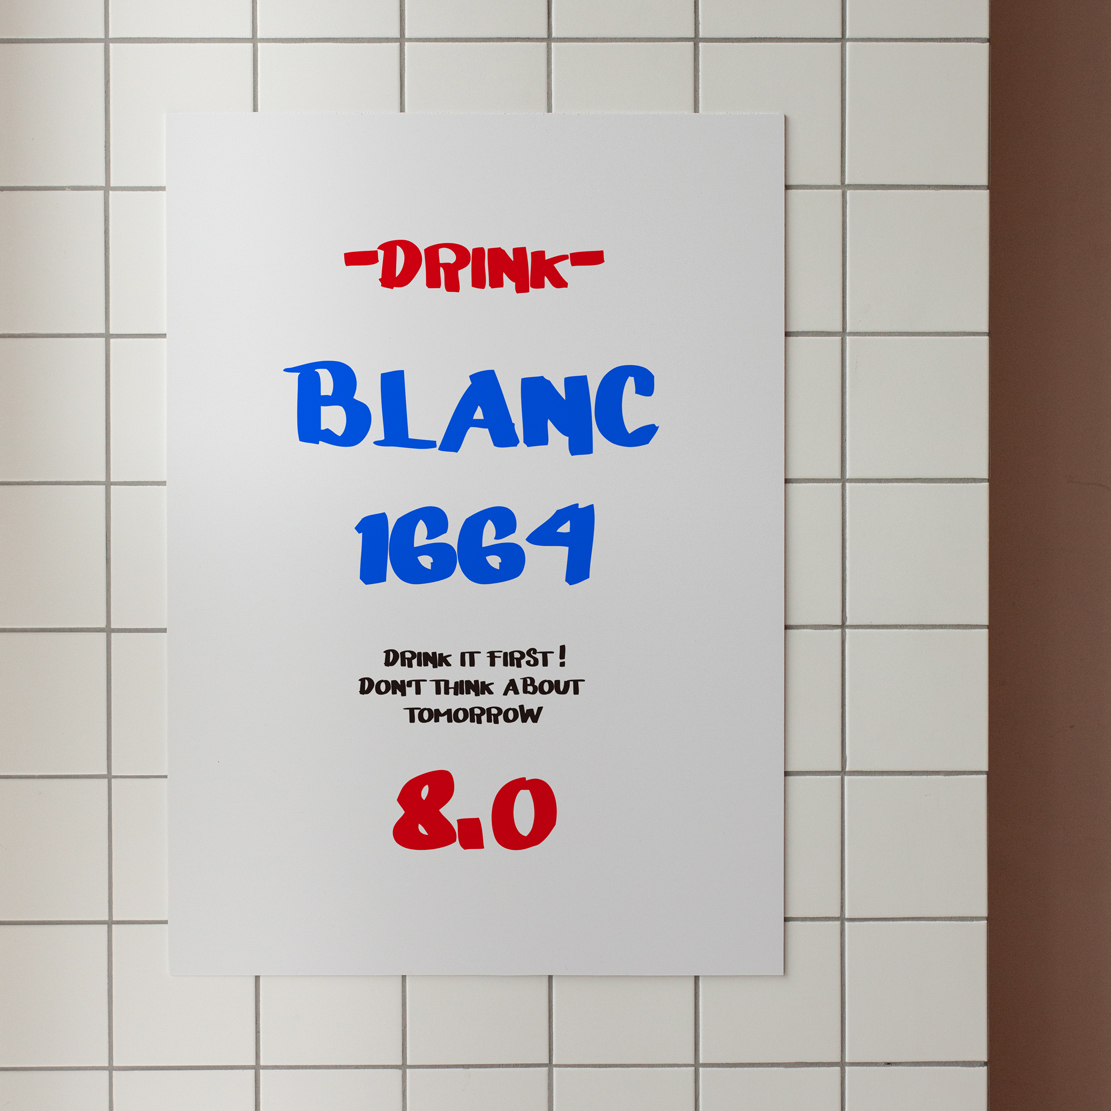 -DRINK-
BLANC
1664
DRINK IT FIRST!
DON'T THINK ABOUT
TOMORROW
8.0